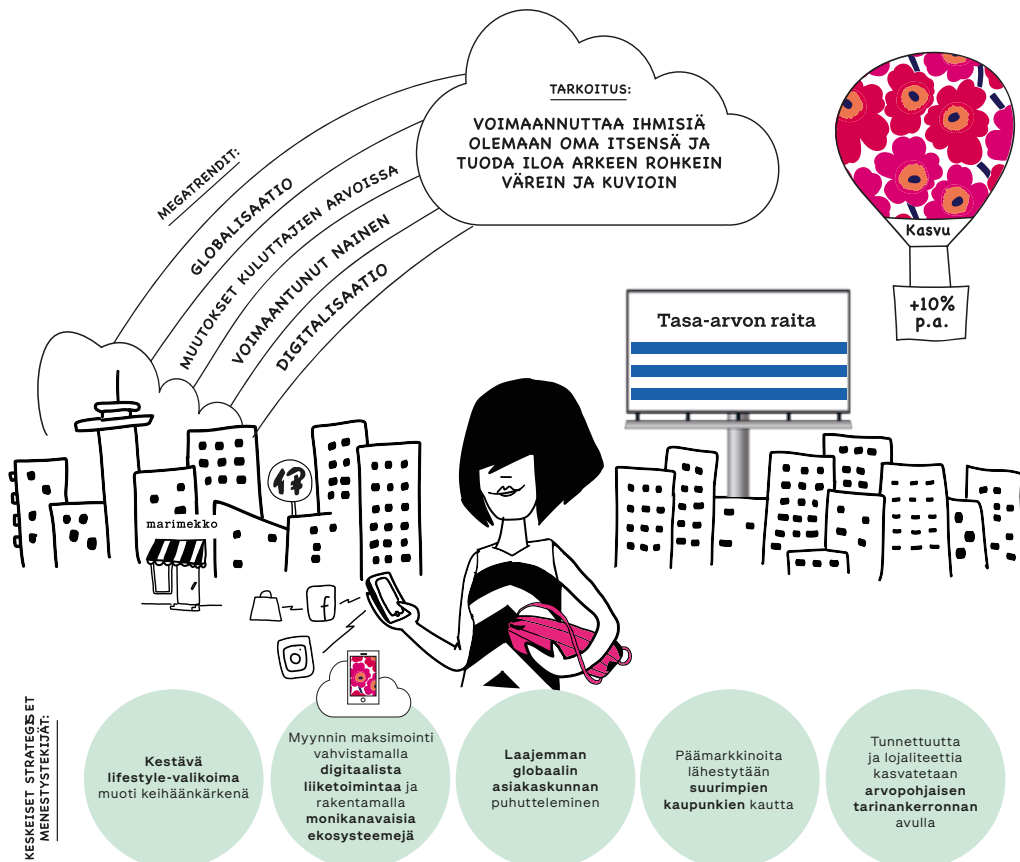 TARKOITUS:
VOIMAANNUTTAA IHMISIÄ
OLEMAAN OMA ITSENSÄ JA
TUODA ILOA ARKEEN ROHKEIN
VÄREIN JA KUVIOIN
MEGATRENDIT:
GLOBALISAATIO
MUUTOKSET KULUTTAJIEN ARVOISSA
VOIMAANTUNUT NAINEN
DIGITALISAATIO
Kasvu
+10%
p.a.
Tasa-arvon raita
伊
marimekko
f
KESKEISET STRATEGISET
MENESTYSTEKIJÄT:
Kestävä
lifestyle-valikoima
muoti keihäänkärkenä
Myynnin maksimointi
vahvistamalla
digitaalista
liiketoimintaa ja
rakentamalla
monikanavaisia
ekosysteemejä
Laajemman
globaalin
asiakaskunnan
puhutteleminen
Päämarkkinoita
lähestytään
suurimpien
kaupunkien kautta
Tunnettuutta
ja lojaliteettia
kasvatetaan
arvopohjaisen
tarinankerronnan
avulla